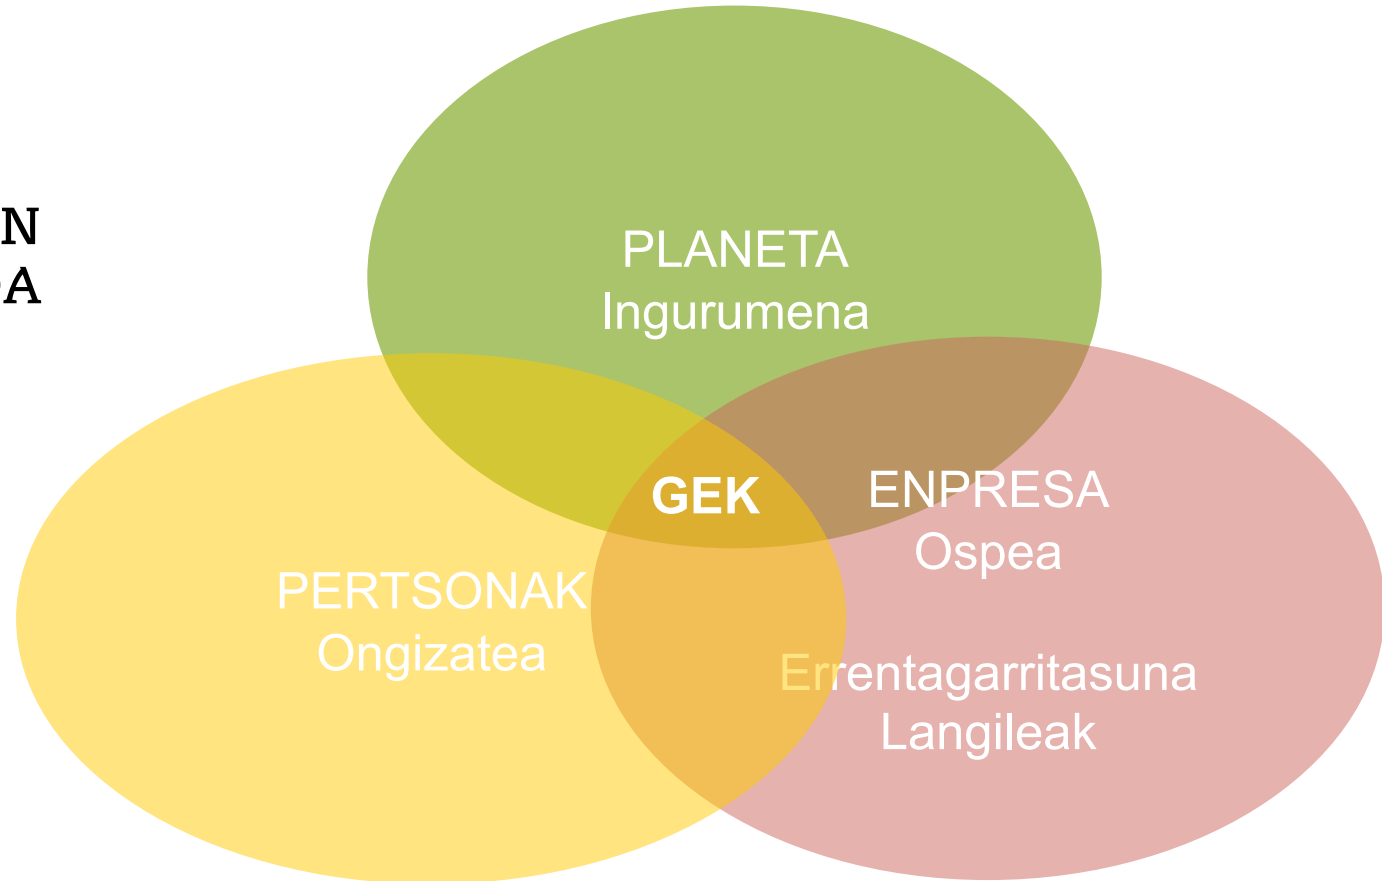 PLANETA
Ingurumena
GEK
ENPRESA
Ospea
PERTSONAK
Ongizatea
Errentagarritasuna
Langileak